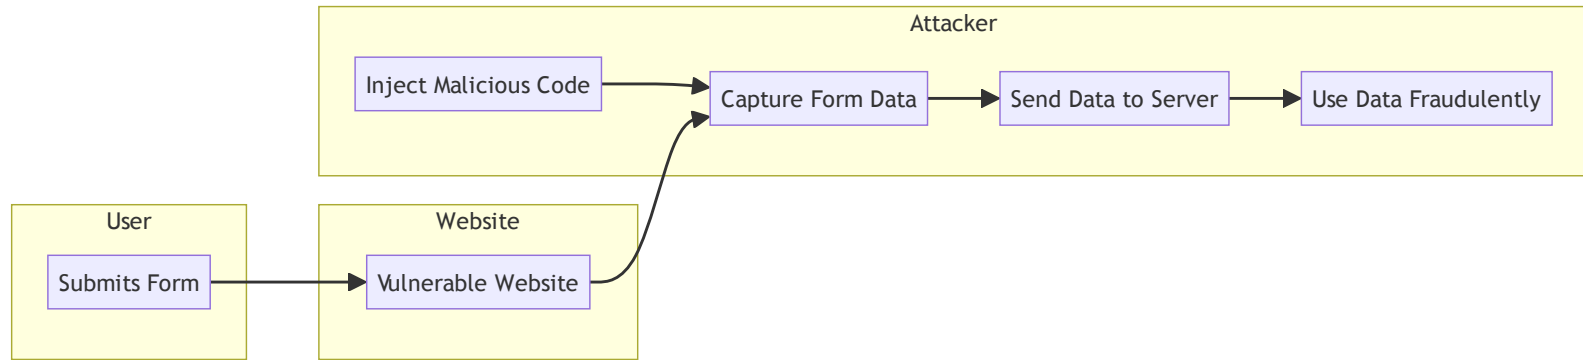 Attacker
Inject Malicious Code
Capture Form Data
Send Data to Server
Use Data Fraudulently
User
Submits Form
Website
Vulnerable Website